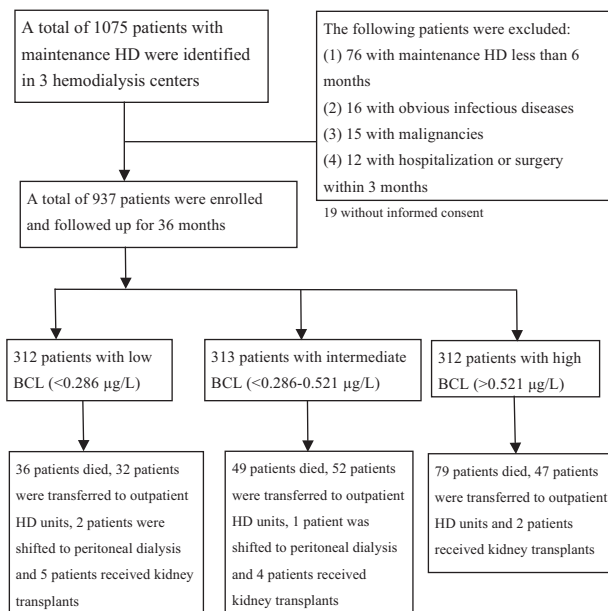 A total of 1075 patients with
maintenance HD were identified
in 3 hemodialysis centers
The following patients were excluded:
(1) 76 with maintenance HD less than 6
months
(2) 16 with obvious infectious diseases
(3) 15 with malignancies
(4) 12 with hospitalization or surgery
within 3 months
19 without informed consent
A total of 937 patients were enrolled
and followed up for 36 months
312 patients with low
BCL (<0.286 μg/L)
313 patients with intermediate
BCL (<0.286-0.521 μg/L)
312 patients with high
BCL (>0.521 μg/L)
36 patients died, 32 patients
were transferred to outpatient
HD units, 2 patients were
shifted to peritoneal dialysis
and 5 patients received kidney
transplants
49 patients died, 52 patients
were transferred to outpatient
HD units, 1 patient was
shifted to peritoneal dialysis
and 4 patients received
kidney transplants
79 patients died, 47 patients
were transferred to outpatient
HD units and 2 patients
received kidney transplants